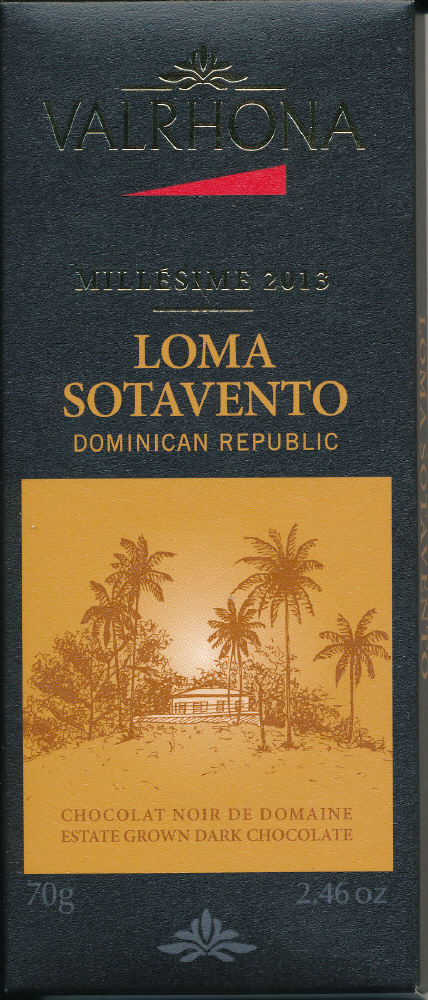 VALRHONA
MILLÉSIME 2013
LOMA
SOTAVENTO
DOMINICAN REPUBLIC
CHOCOLAT NOIR DE DOMAINE
ESTATE GROWN DARK CHOCOLATE
70g 2.46 oz
LOMA SOTAVENTO